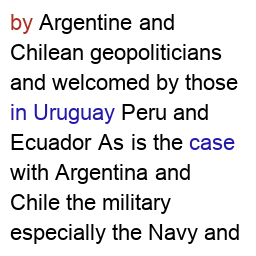 by Argentine and
Chilean geopoliticians
and welcomed by those
in Uruguay Peru and
Ecuador As is the case
with Argentina and
Chile the military
especially the Navy and